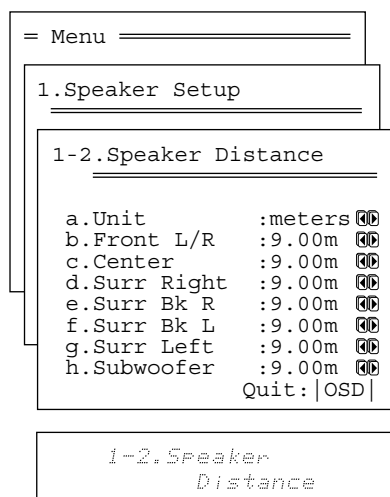 = Menu
1.Speaker Setup
1-2.Speaker Distance
a.Unit :meters
b.Front L/R :9.00m
c.Center :9.00m
d.Surr Right :9.00m
e.Surr Bk R :9.00m
f.Surr Bk L :9.00m
g.Surr Left :9.00m
h.Subwoofer :9.00m
Quit:|OSD|
1-2.Speaker
Distance